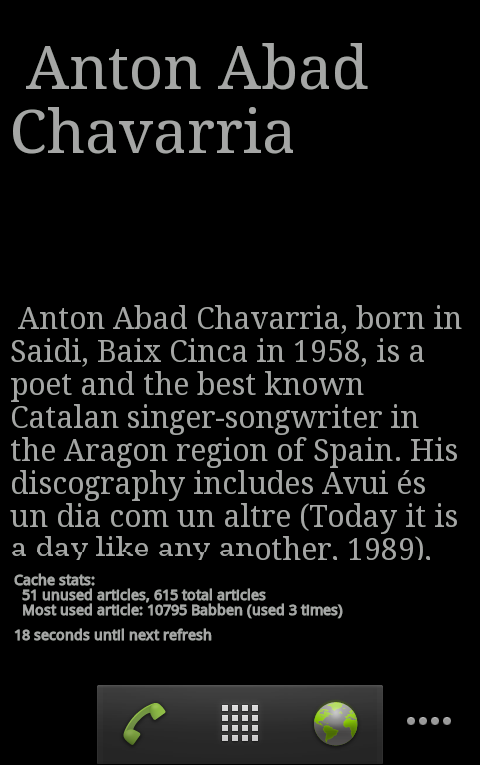 Anton Abad
Chavarria
Anton Abad Chavarria, born in
Saidi, Baix Cinca in 1958, is a
poet and the best known
Catalan singer-songwriter in
the Aragon region of Spain. His
discography includes Avui és
un dia com un altre (Today it is
a day like any another, 1989).
Cache stats:
51 unused articles, 615 total articles
Most used article: 10795 Babben (used 3 times)
18 seconds until next refresh